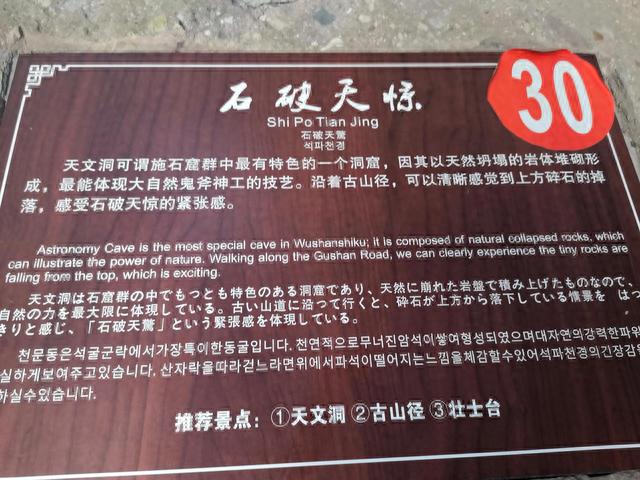 石破天惊
30
Shi Po Tian Jing
石破天驚
석파천경
天文洞可谓施石窟群中最有特色的一个洞窟，因其以天然坍塌的岩体堆砌形
成，最能体现大自然鬼斧神工的技艺。沿着古山径，可以清晰感觉到上方碎石的掉
落，感受石破天惊的紧张感。
Astronomy Cave is the most special cave in Wushanshiku; it is composed of natural collapsed rocks, which
can illustrate the power of nature. Walking along the Gushan Road, we can clearly experience the tiny rocks are
falling from the top, which is exciting.
天文洞は石窟群の中でもっとも特色のある洞窟であり、天然に崩れた岩盤で積み上げたものなので、
自然の力を最大限に体現している。古い山道に沿って行くと、碎石が上方から落下している情景を はっ
きりと感じ、「石破天驚」という緊張感を体現している。
천문동은석굴군락에서가장특이한동굴입니다. 천연적으로무너진암석이쌓여형성되였으며대자연의강력한파워
실하게보여주고있습니다. 산자락을따라걷느라면위에서파석이떨어지는느낌을체감할수있어석파천경의긴장감을
하실수있습니다.
推荐景点：①天文洞 ②古山径 ③壮士台